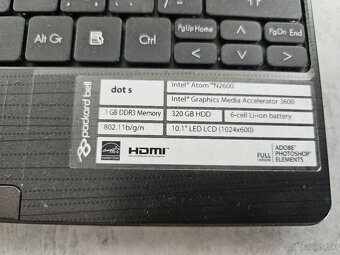 PgUp Home
PgDn End
Alt Gr
Ctrl
packard bell
dot s
Intel® Atom™N2600
Intel® Graphics Media Accelerator 3600
1 GB DDR3 Memory
320 GB HDD
6-cell Li-ion battery
802.11b/g/n
10.1" LED LCD (1024x600)
HDMI
FULL
VERSION
ADOBE®
PHOTOSHOP®
ELEMENTS